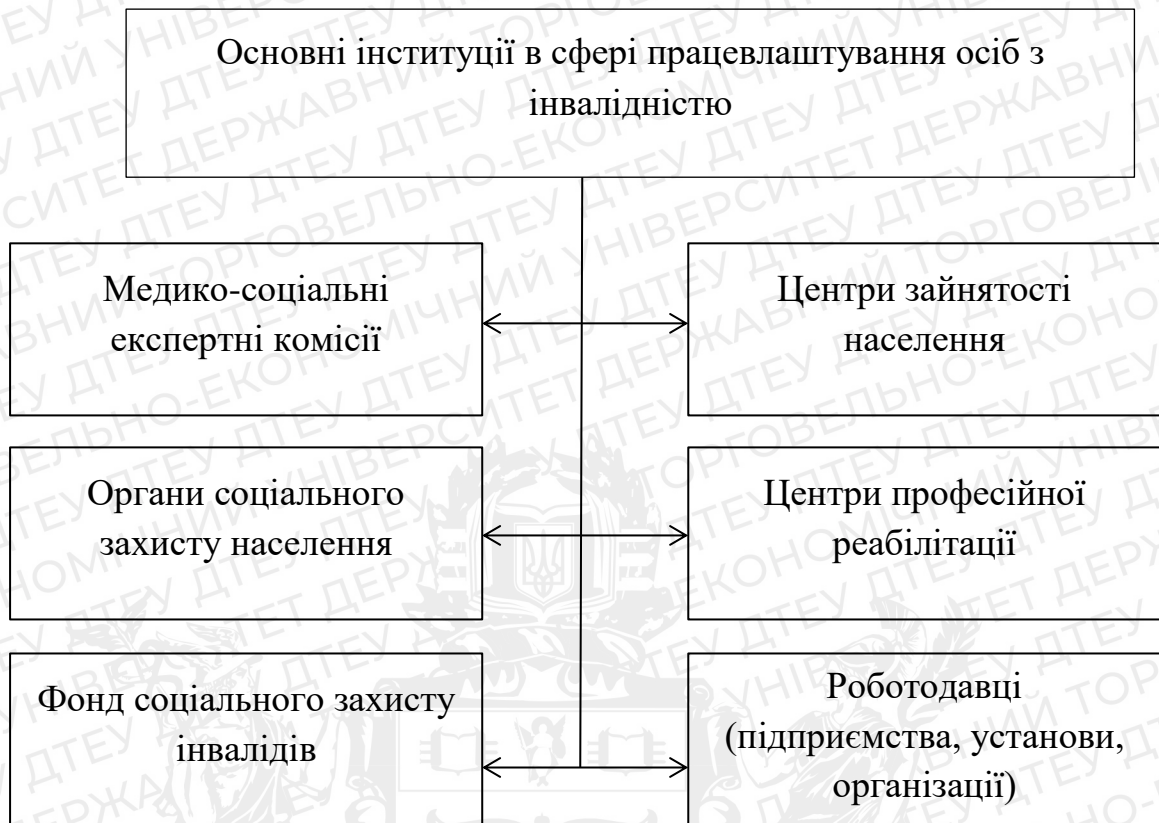 Основні інституції в сфері працевлаштування осіб з
інвалідністю
Медико-соціальні
експертні комісії
Центри зайнятості
населення
Органи соціального
захисту населення
Центри професійної
реабілітації
Фонд соціального захисту
інвалідів
Роботодавці
(підприємства, установи,
організації)